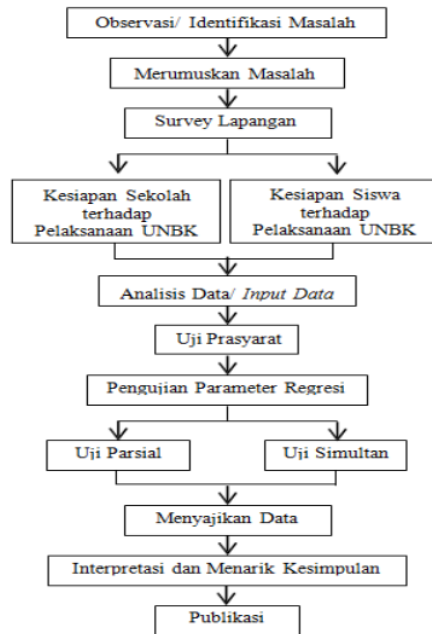 Observasi/ Identifikasi Masalah
Merumuskan Masalah
Survey Lapangan
Kesiapan Sekolah
terhadap
Pelaksanaan UNBK
Kesiapan Siswa
terhadap
Pelaksanaan UNBK
Analisis Data/ Input Data
Uji Prasyarat
Pengujian Parameter Regresi
Uji Parsial
Uji Simultan
Menyajikan Data
Interpretasi dan Menarik Kesimpulan
Publikasi